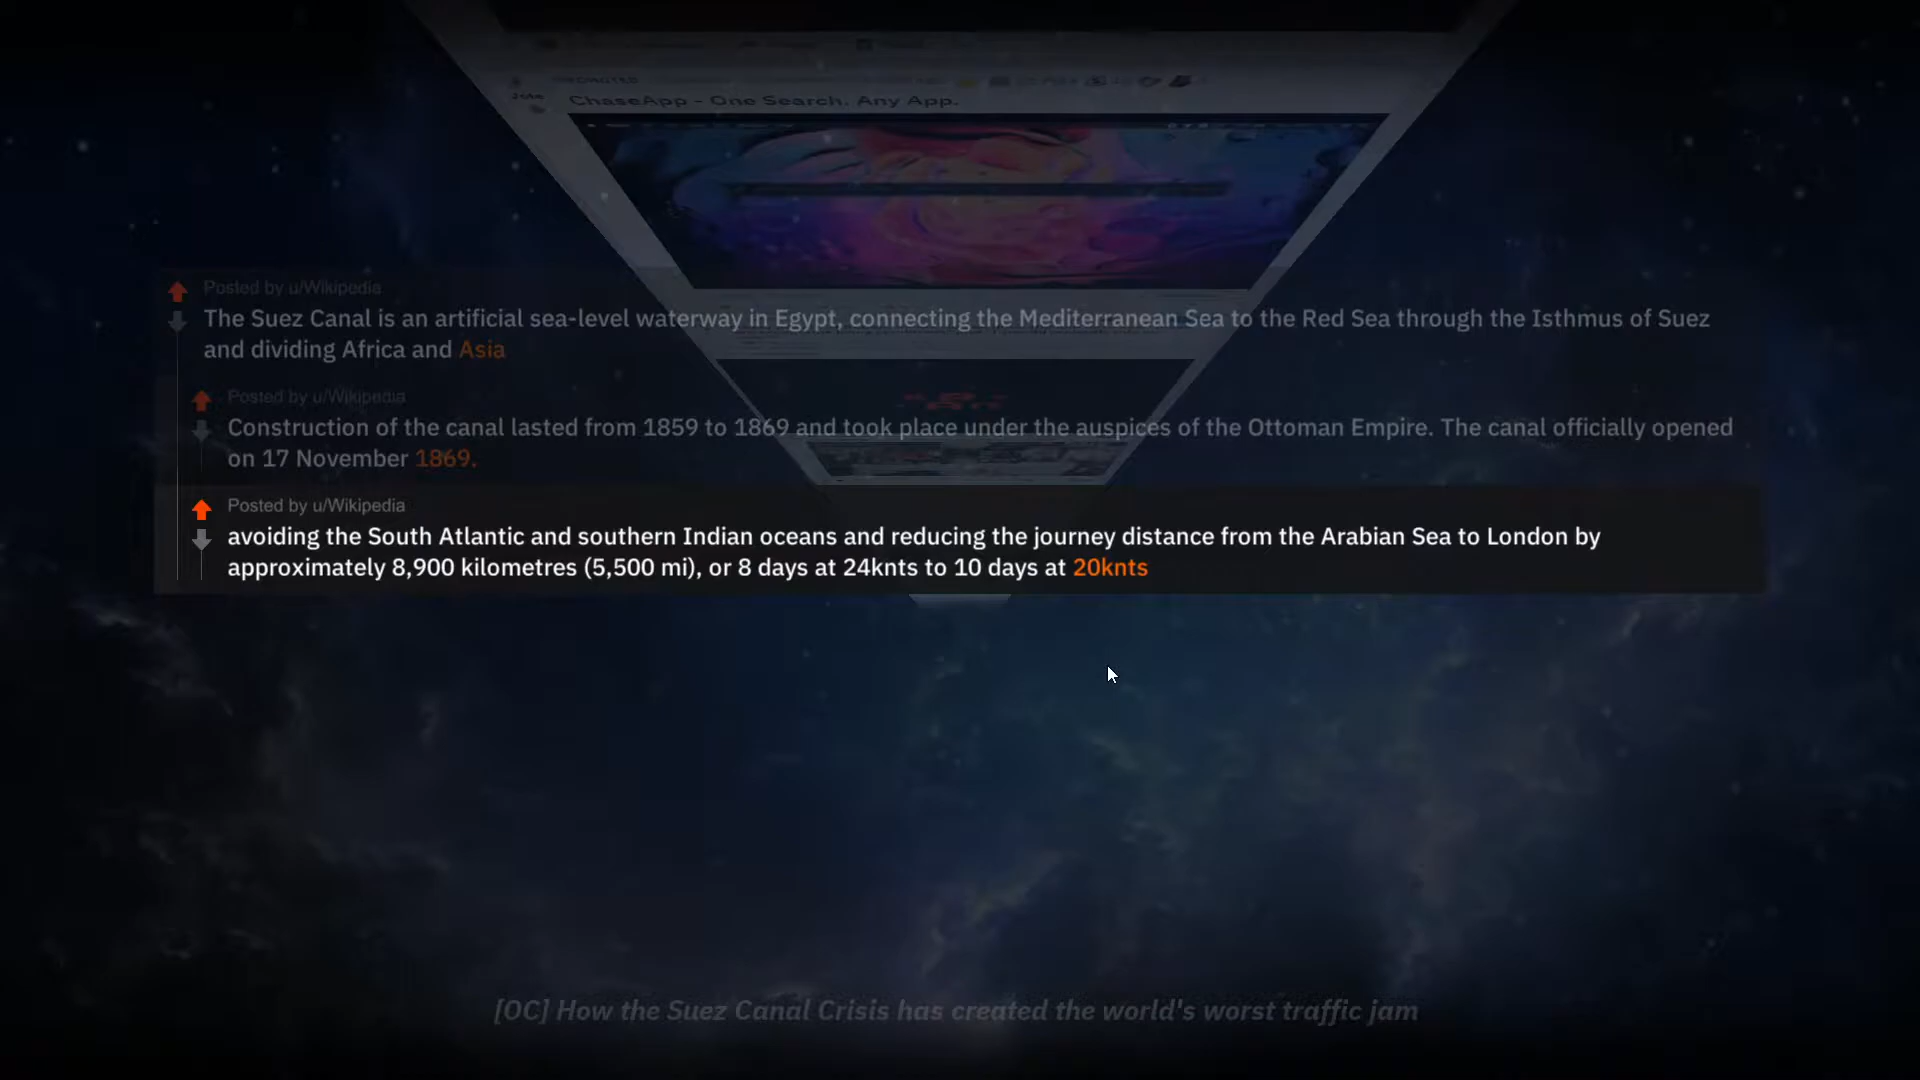 ChaseApp - One Search. Any App.
Posted by u/Wikipedia
The Suez Canal is an artificial sea-level waterway in Egypt, connecting the Mediterranean Sea to the Red Sea through the Isthmus of Suez
and dividing Africa and Asia
Posted by u/Wikipedia
Construction of the canal lasted from 1859 to 1869 and took place under the auspices of the Ottoman Empire. The canal officially opened
on 17 November 1869.
Posted by u/Wikipedia
avoiding the South Atlantic and southern Indian oceans and reducing the journey distance from the Arabian Sea to London by
approximately 8,900 kilometres (5,500 mi), or 8 days at 24knts to 10 days at 20knts
[OC] How the Suez Canal Crisis has created the world's worst traffic jam